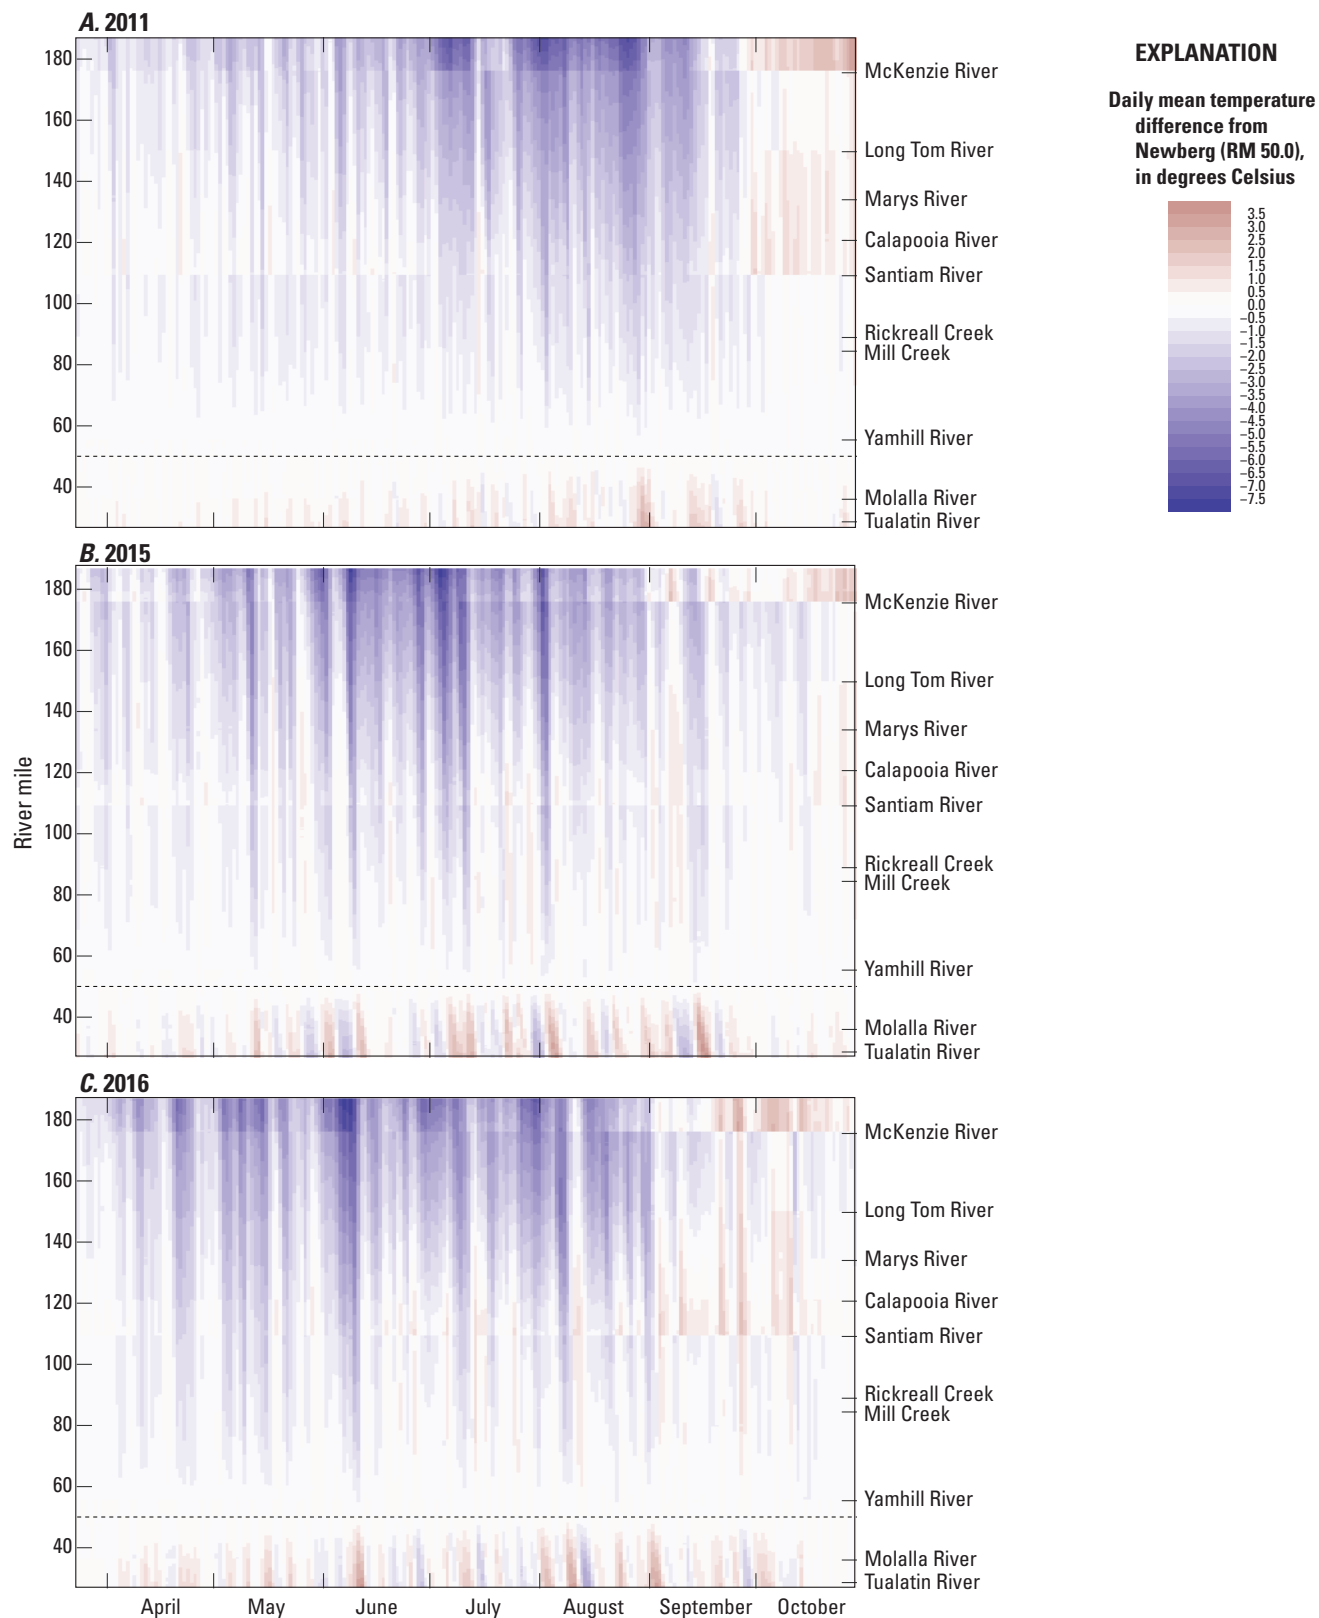 A. 2011
180
160
140
120
100
80
60
40
McKenzie River
Long Tom River
Marys River
Calapooia River
Santiam River
Rickreall Creek
Mill Creek
Yamhill River
Molalla River
Tualatin River
EXPLANATION
Daily mean temperature
difference from
Newberg (RM 50.0),
in degrees Celsius
3.5
3.0
2.5
2.0
1.5
1.0
0.5
0.0
−0.5
−1.0
−1.5
−2.0
−2.5
−3.0
−3.5
−4.0
−4.5
−5.0
−5.5
−6.0
−6.5
−7.0
−7.5
B. 2015
River mile
180
160
140
120
100
80
60
40
McKenzie River
Long Tom River
Marys River
Calapooia River
Santiam River
Rickreall Creek
Mill Creek
Yamhill River
Molalla River
Tualatin River
C. 2016
180
160
140
120
100
80
60
40
McKenzie River
Long Tom River
Marys River
Calapooia River
Santiam River
Rickreall Creek
Mill Creek
Yamhill River
Molalla River
Tualatin River
April May June July August September October